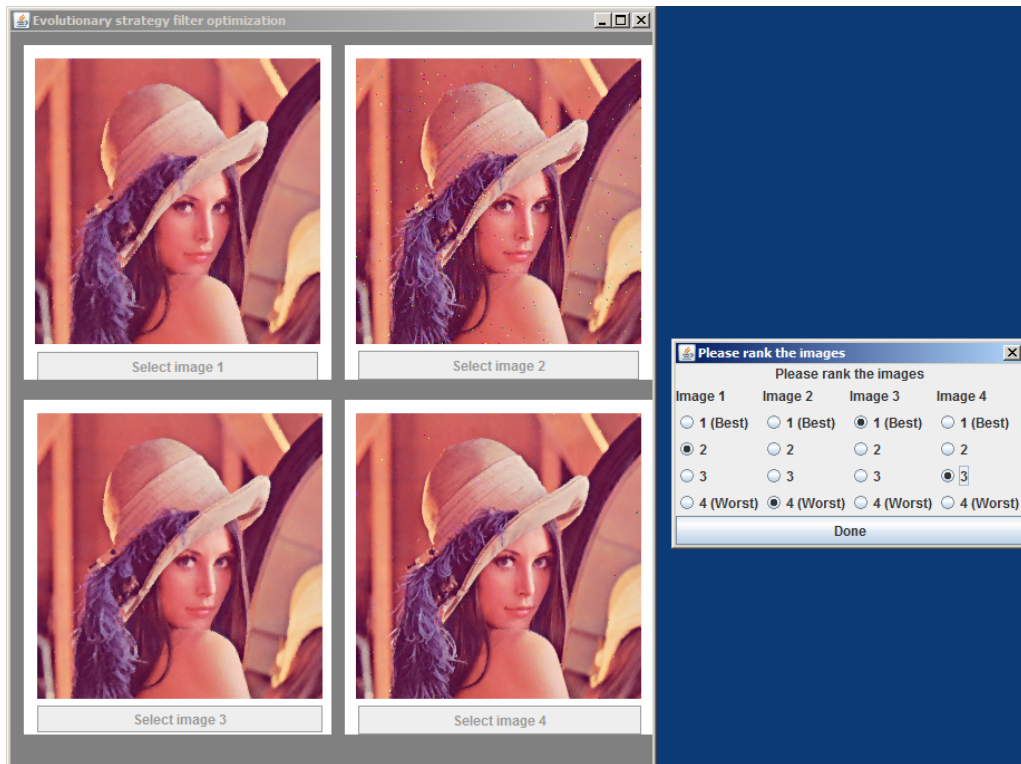 Evolutionary strategy filter optimization
Select image 1
Select image 2
Select image 3
Select image 4
Please rank the images
Please rank the images
Image 1 Image 2 Image 3 Image 4
1 (Best) 1 (Best) 1 (Best) 1 (Best)
2 2 2 2
3 3 3 3
4 (Worst) 4 (Worst) 4 (Worst) 4 (Worst)
Done